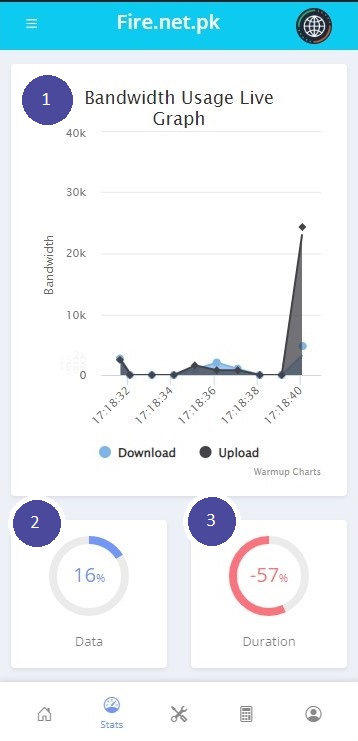 Fire.net.pk
1
Bandwidth Usage Live
Graph
40k
30k
20k
10k
0
Bandwidth
17:18:32
17:18:34
17:18:36
17:18:38
17:18:40
Download
Upload
Warmup Charts
2
16%
Data
3
-57%
Duration
Stats